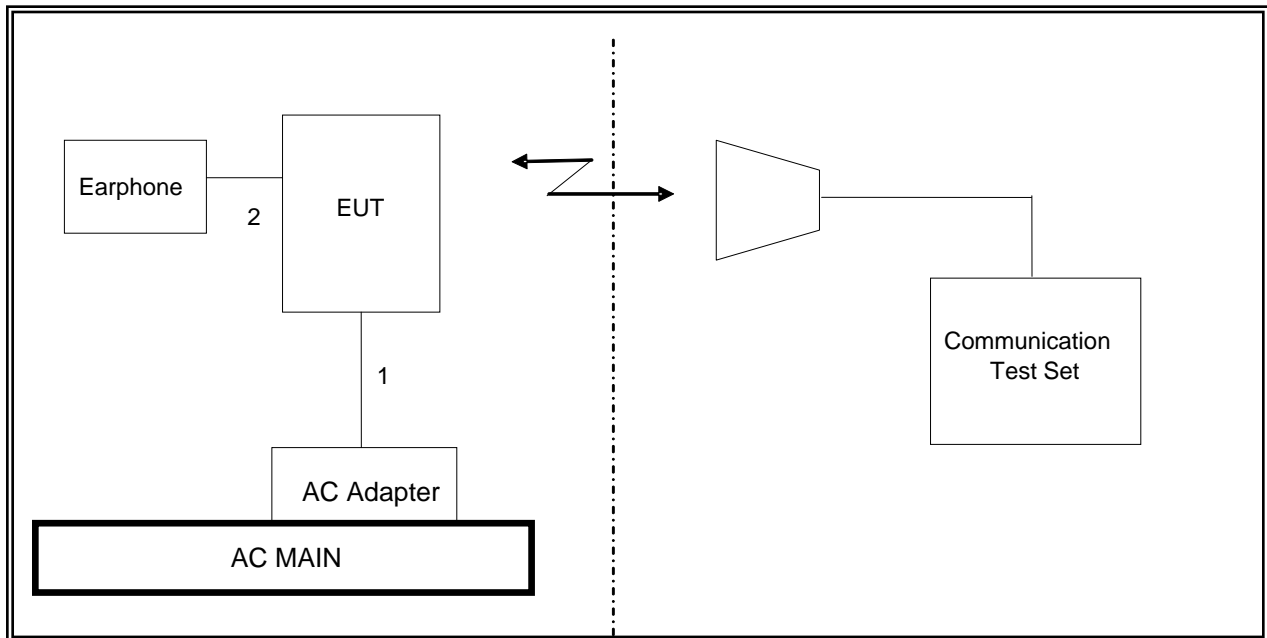 Earphone
2
EUT
1
AC Adapter
AC MAIN
Communication
Test Set